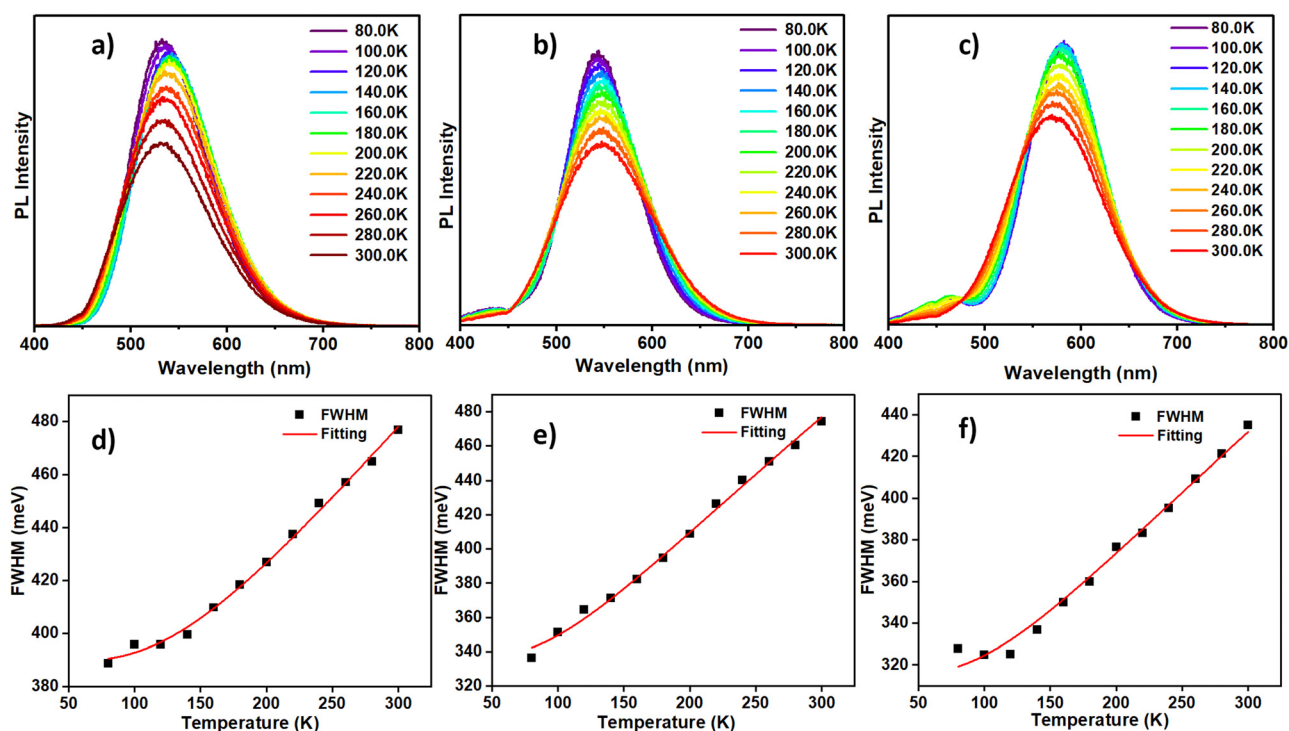 a)
80.0K
100.0K
120.0K
140.0K
160.0K
180.0K
200.0K
220.0K
240.0K
260.0K
280.0K
300.0K
PL Intensity
400 500 600 700 800
Wavelength (nm)
b)
80.0K
100.0K
120.0K
140.0K
160.0K
180.0K
200.0K
220.0K
240.0K
260.0K
280.0K
300.0K
PL Intensity
400 500 600 700 800
Wavelength (nm)
c)
80.0K
100.0K
120.0K
140.0K
160.0K
180.0K
200.0K
220.0K
240.0K
260.0K
280.0K
300.0K
PL Intensity
400 500 600 700 800
Wavelength (nm)
d)
FWHM
Fitting
480
460
440
420
400
380
FWHM (meV)
50 100 150 200 250 300
Temperature (K)
e)
FWHM
Fitting
480
460
440
420
400
380
360
340
320
FWHM (meV)
50 100 150 200 250 300
Temperature (K)
f)
FWHM
Fitting
440
420
400
380
360
340
320
FWHM (meV)
50 100 150 200 250 300
Temperature (K)